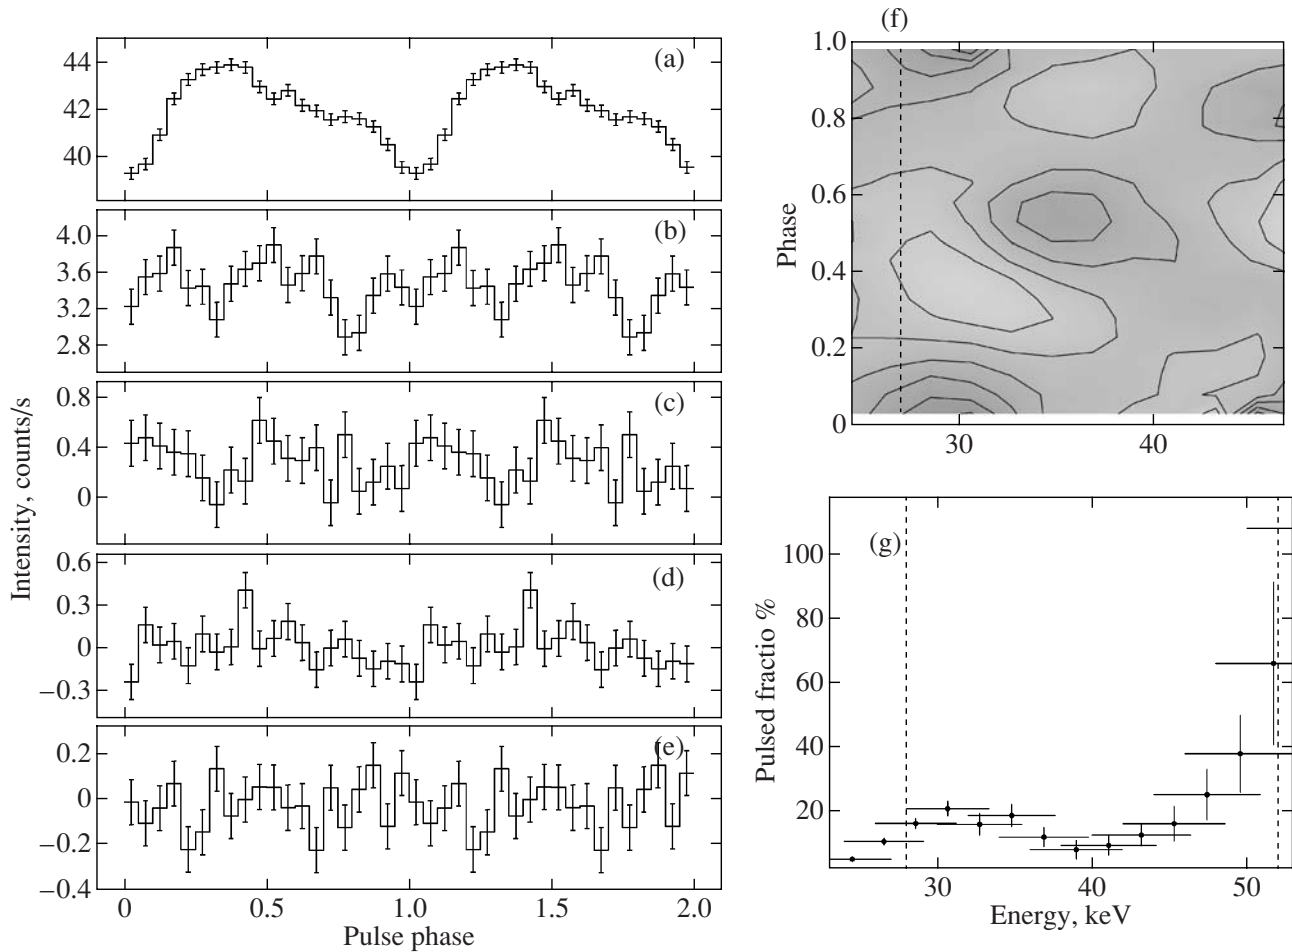 (a)
44
42
40
(b)
4.0
3.6
3.2
2.8
(c)
0.8
0.4
0
(d)
0.6
0.3
0
−0.3
(e)
0.2
0
−0.2
−0.4
0 0.5 1.0 1.5 2.0
Pulse phase
Intensity, counts/s
(f)
1.0
0.8
0.6
0.4
0.2
0
Phase
30 40
(g)
100
80
60
40
20
Pulsed fractio %
30 40 50
Energy, keV